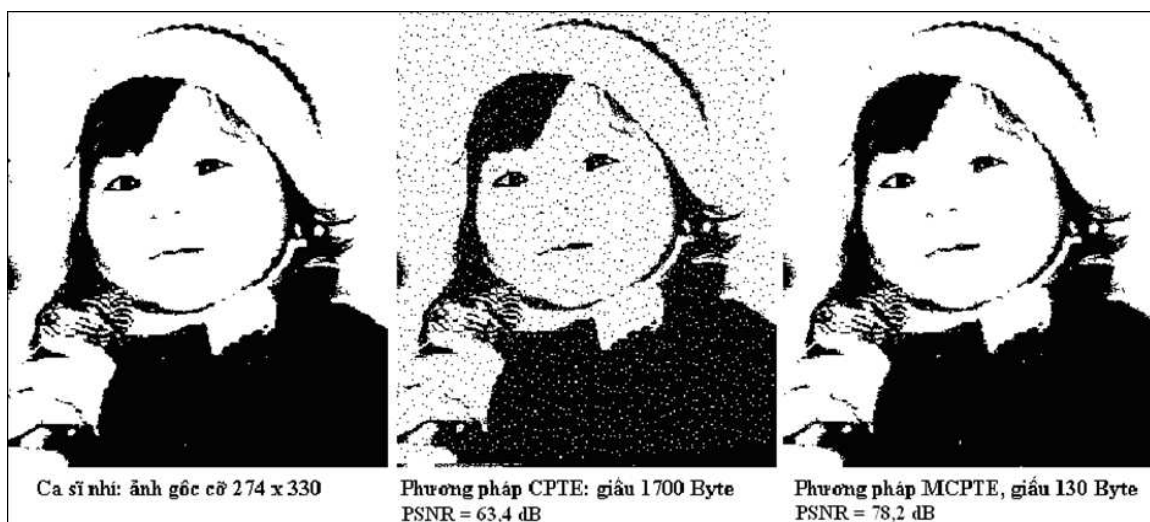 Ca sĩ nhí: ảnh gốc cỡ 274 x 330
Phương pháp CPTE: giấu 1700 Byte
PSNR = 63,4 dB
Phương pháp MCPTE, giấu 130 Byte
PSNR = 78,2 dB